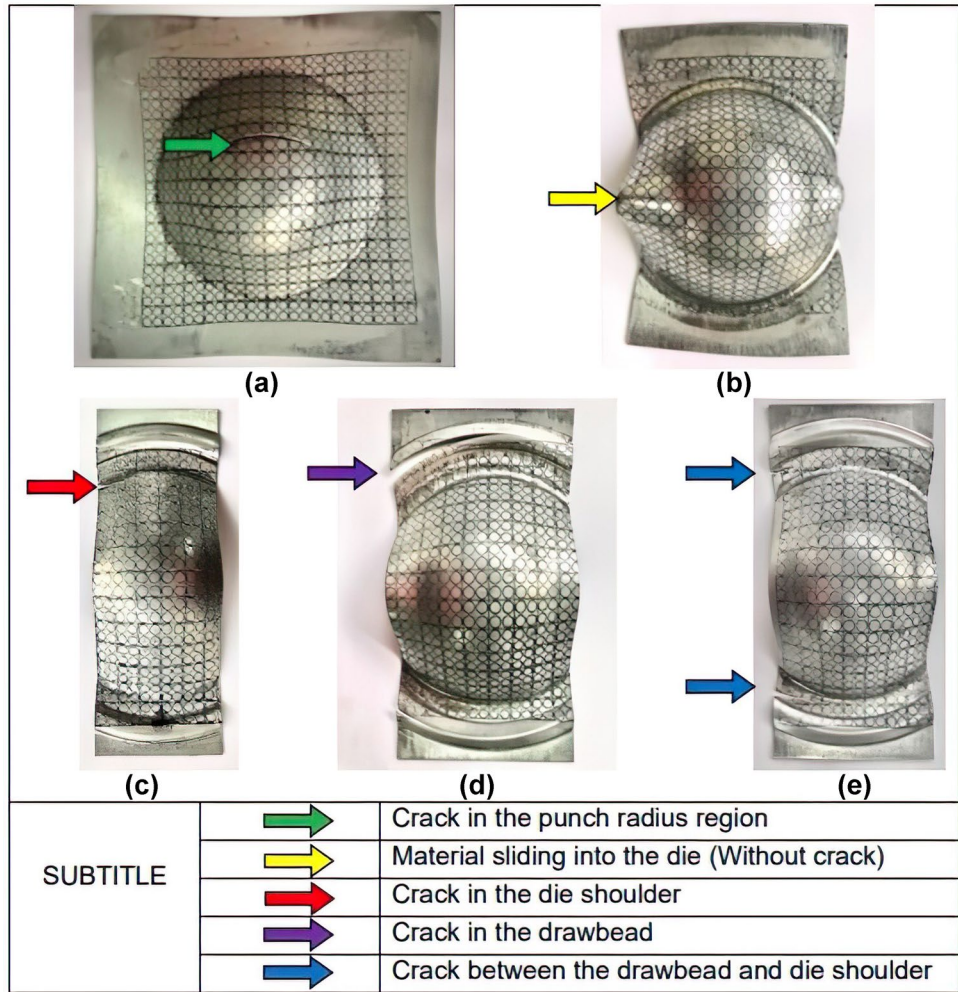 (a)
(b)
(c)
(d)
(e)
SUBTITLE
Crack in the punch radius region
Material sliding into the die (Without crack)
Crack in the die shoulder
Crack in the drawbead
Crack between the drawbead and die shoulder